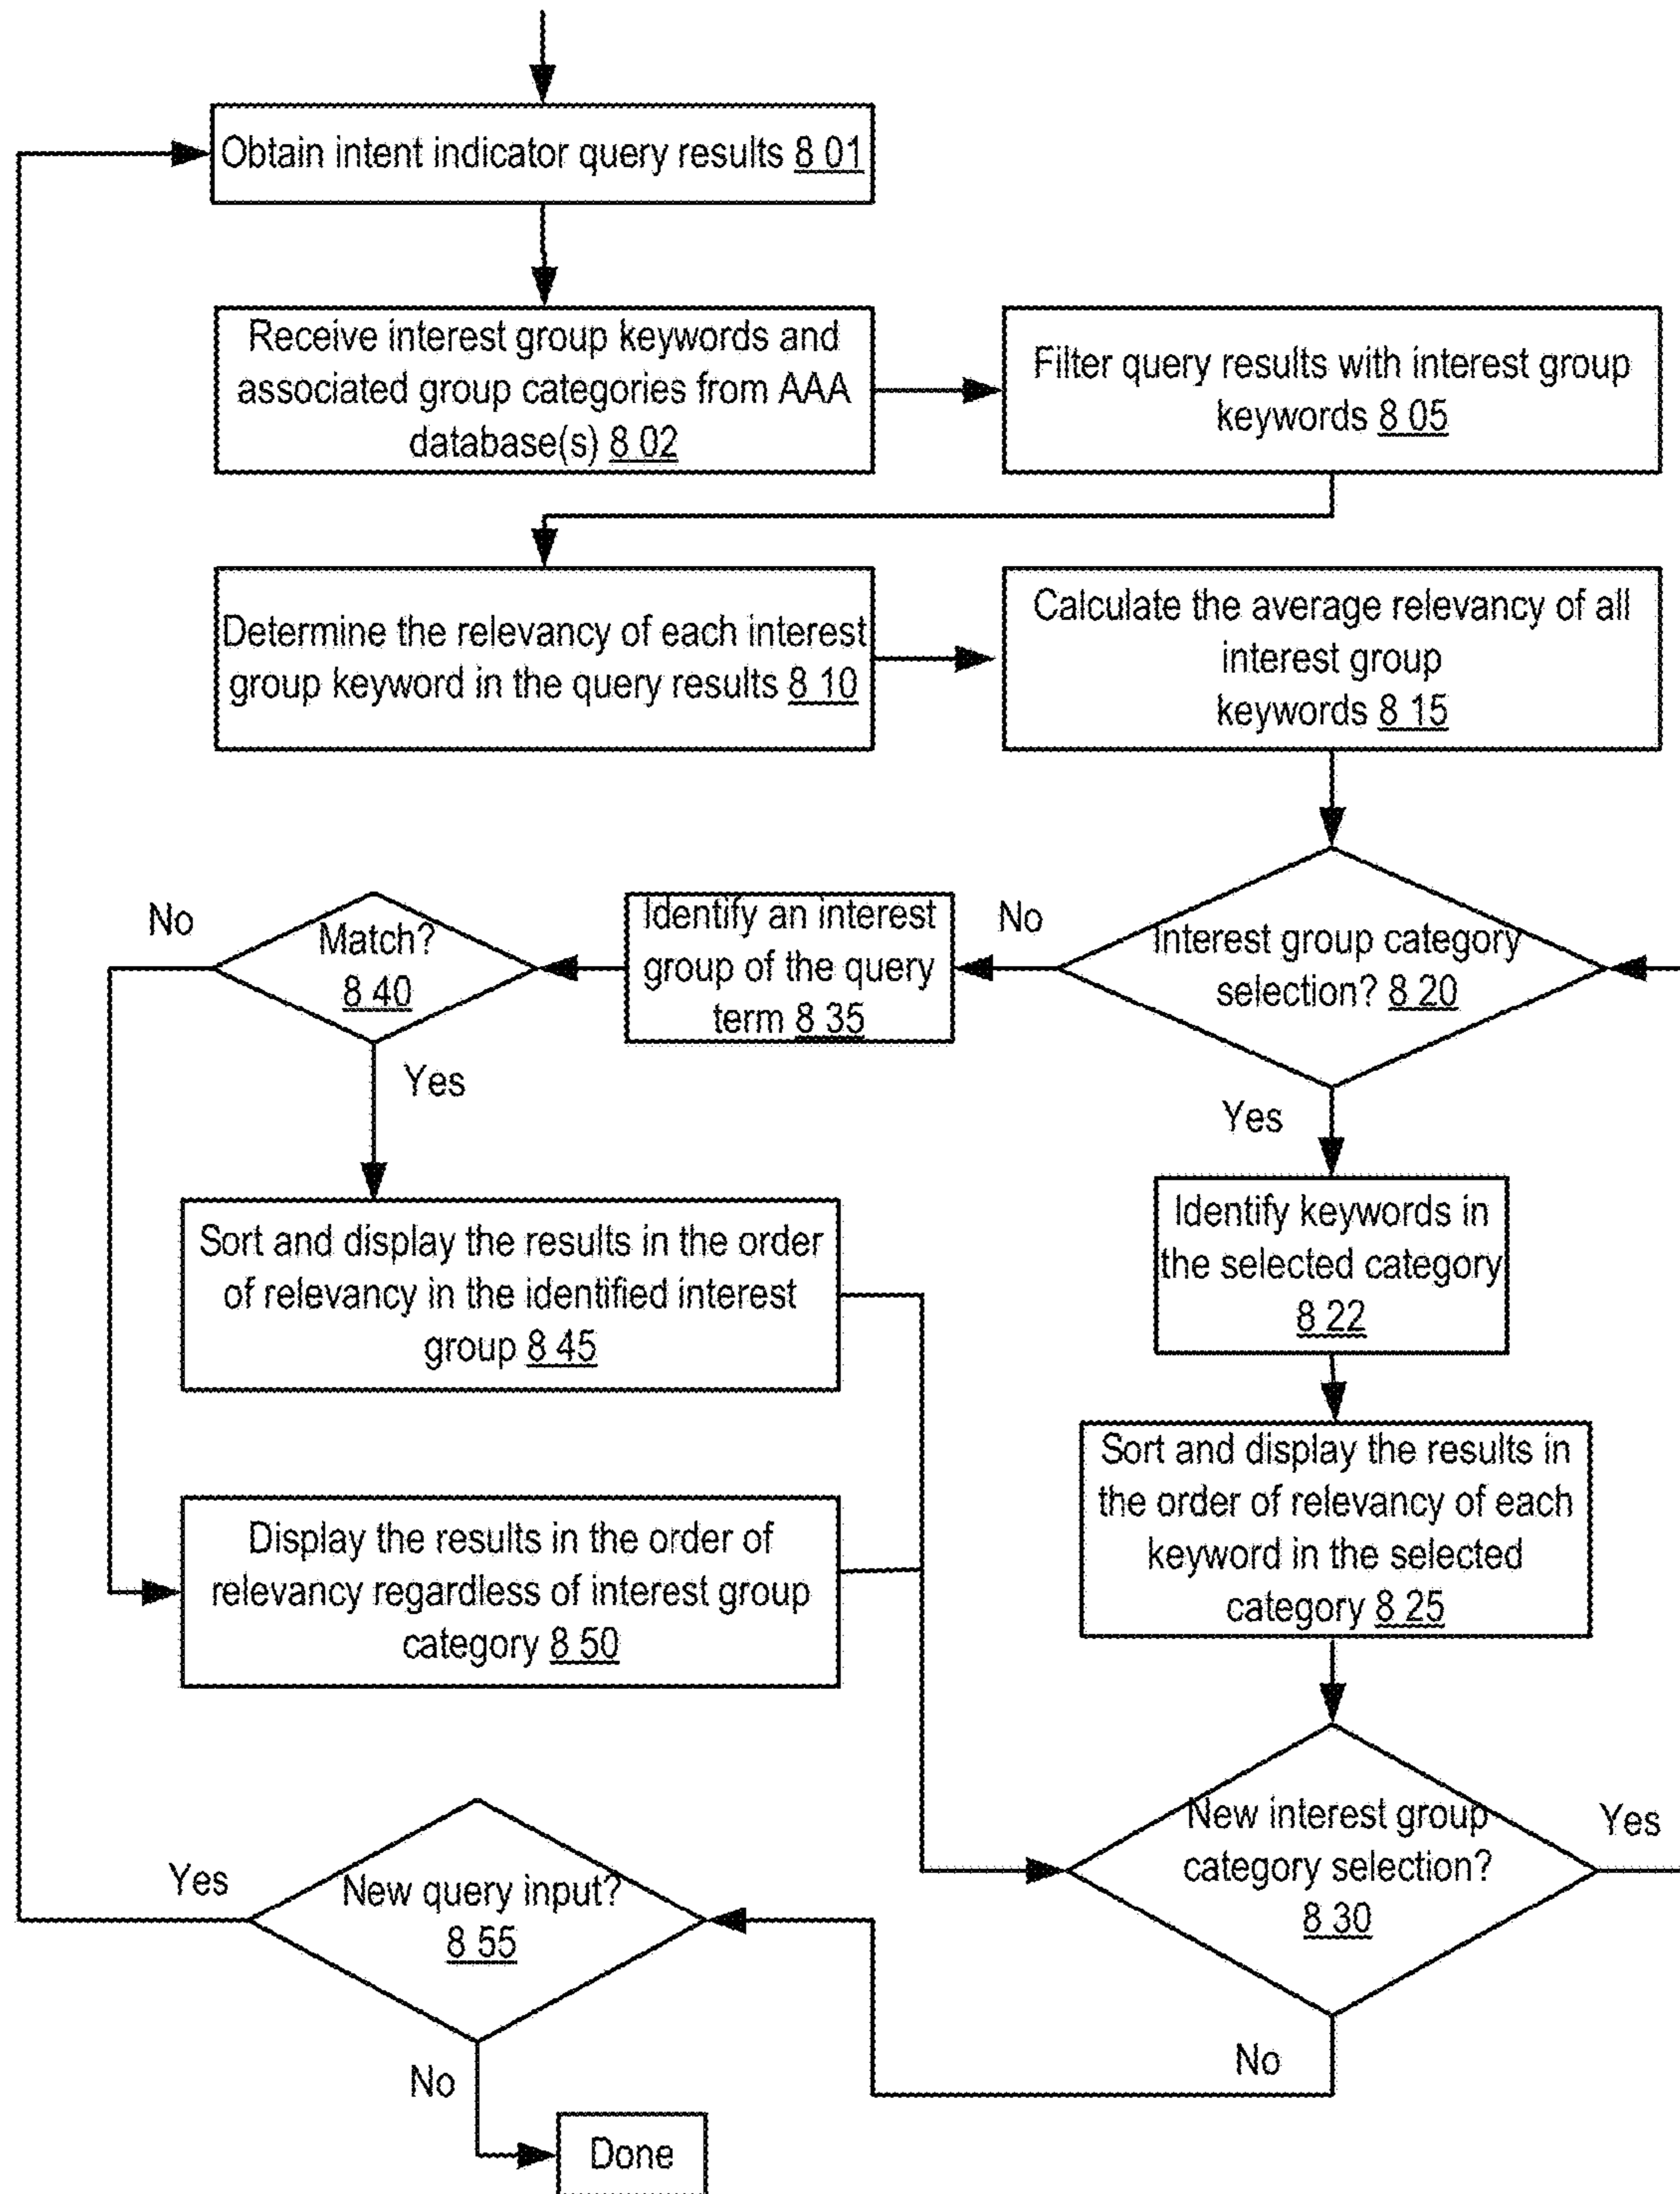 Obtain intent indicator query results 8 01
Receive interest group keywords and
associated group categories from AAA
database(s) 8 02
Filter query results with interest group
keywords 8 05
Determine the relevancy of each interest
group keyword in the query results 8 10
Calculate the average relevancy of all
interest group
keywords 8 15
Interest group category
selection? 8 20
No
Identify an interest
group of the query
term 8 35
Match?
8 40
No
Yes
Yes
Identify keywords in
the selected category
8 22
Sort and display the results in the order
of relevancy in the identified interest
group 8 45
Sort and display the results in
the order of relevancy of each
keyword in the selected
category 8 25
Display the results in the order of
relevancy regardless of interest group
category 8 50
New interest group
category selection?
8 30
Yes
No
New query input?
8 55
Yes
No
Done